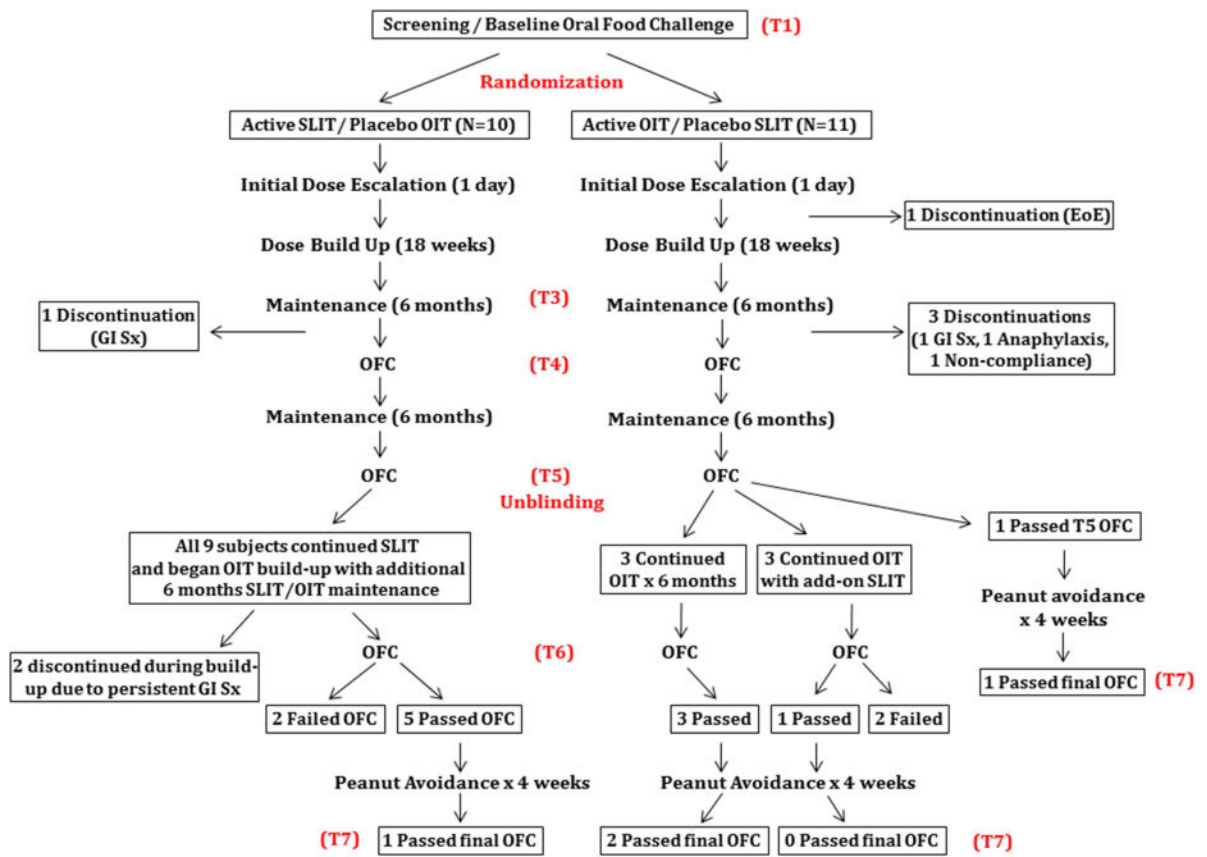 Screening / Baseline Oral Food Challenge (T1)
Randomization
Active SLIT / Placebo OIT (N=10)
Active OIT/ Placebo SLIT (N=11)
Initial Dose Escalation (1 day)
Initial Dose Escalation (1 day)
1 Discontinuation (EoE)
Dose Build Up (18 weeks)
Dose Build Up (18 weeks)
Maintenance (6 months)
(T3)
Maintenance (6 months)
1 Discontinuation
(GI Sx)
3 Discontinuations
(1 GI Sx, 1 Anaphylaxis,
1 Non-compliance)
OFC
(T4)
OFC
Maintenance (6 months)
Maintenance (6 months)
OFC
(T5)
Unblinding
OFC
All 9 subjects continued SLIT
and began OIT build-up with additional
6 months SLIT/OIT maintenance
3 Continued
OIT x 6 months
3 Continued OIT
with add-on SLIT
1 Passed T5 OFC
Peanut avoidance
x 4 weeks
1 Passed final OFC
(T7)
2 discontinued during build-
up due to persistent GI Sx
OFC
(T6)
OFC
OFC
2 Failed OFC
5 Passed OFC
3 Passed
1 Passed
2 Failed
Peanut Avoidance x 4 weeks
Peanut Avoidance x 4 weeks
(T7)
1 Passed final OFC
2 Passed final OFC
0 Passed final OFC
(T7)